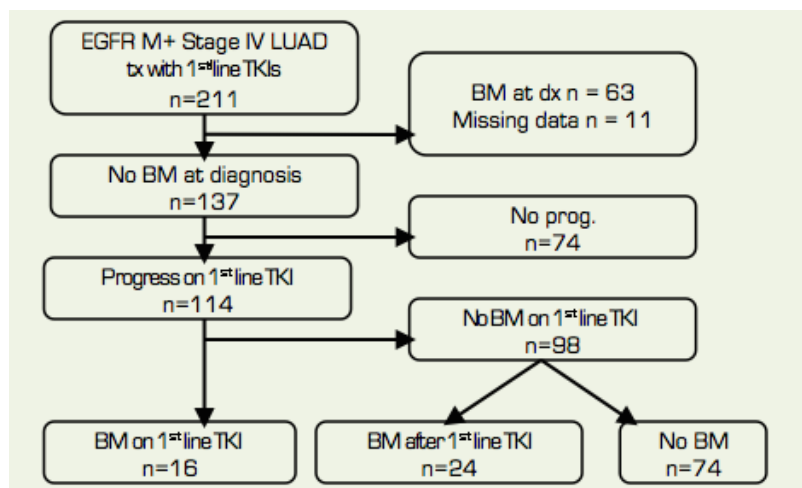 EGFR M+ Stage IV LUAD
tx with 1st line TKIs
n=211
BM at dx n = 63
Missing data n = 11
No BM at diagnosis
n=137
No prog.
n=74
Progress on 1st line TKI
n=114
No BM on 1st line TKI
n=98
BM on 1st line TKI
n=16
BM after 1st line TKI
n=24
No BM
n=74